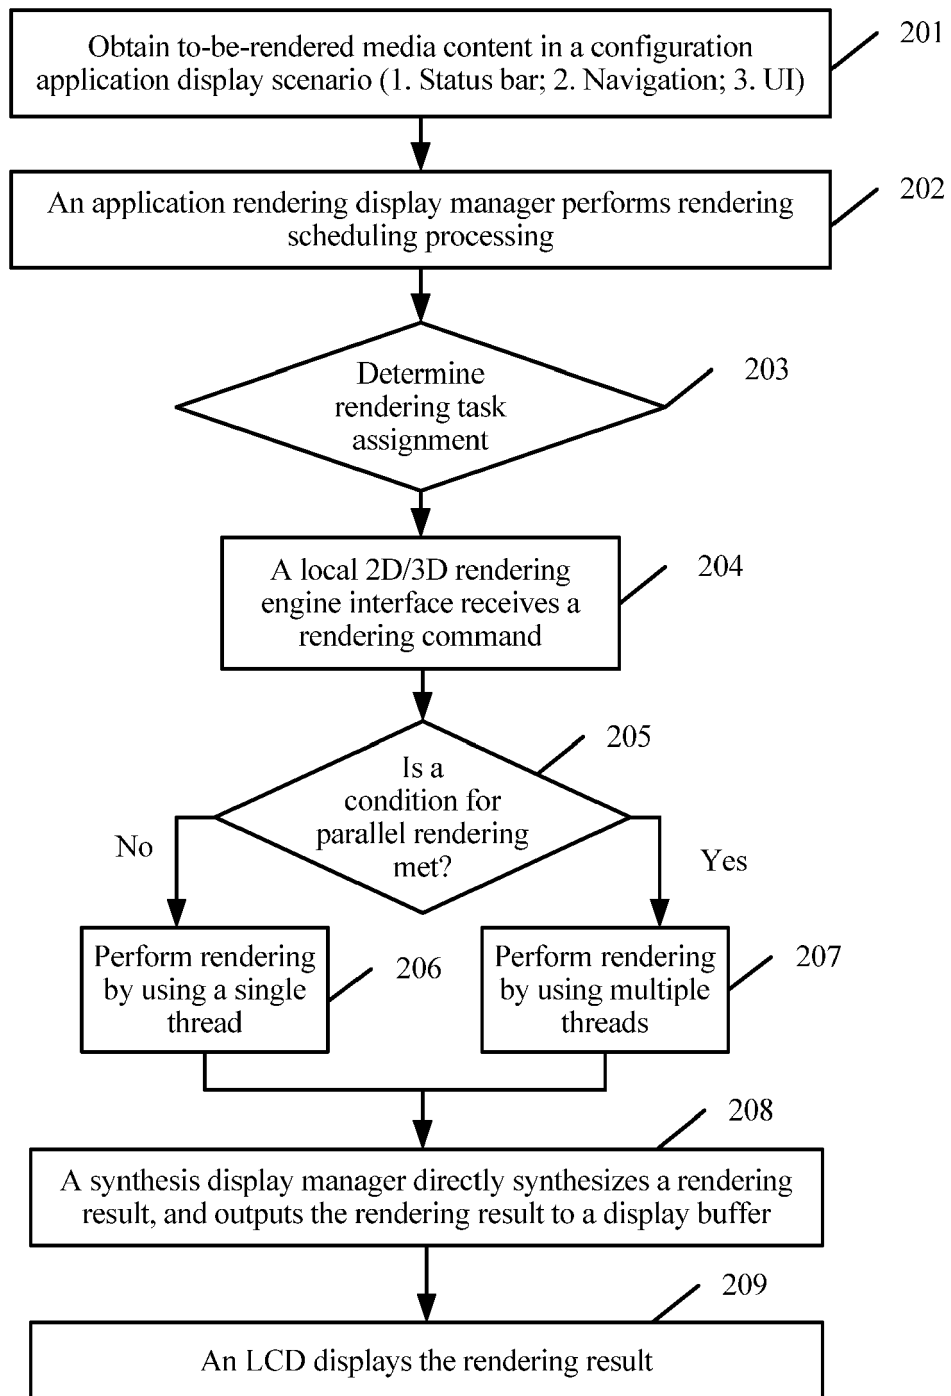 Obtain to-be-rendered media content in a configuration
application display scenario (1. Status bar; 2. Navigation; 3. UI)
201
An application rendering display manager performs rendering
scheduling processing
202
Determine
rendering task
assignment
203
A local 2D/3D rendering
engine interface receives a
rendering command
204
Is a
condition for
parallel rendering
met?
205
No
Yes
Perform rendering
by using a single
thread
206
Perform rendering
by using multiple
threads
207
208
A synthesis display manager directly synthesizes a rendering
result, and outputs the rendering result to a display buffer
209
An LCD displays the rendering result